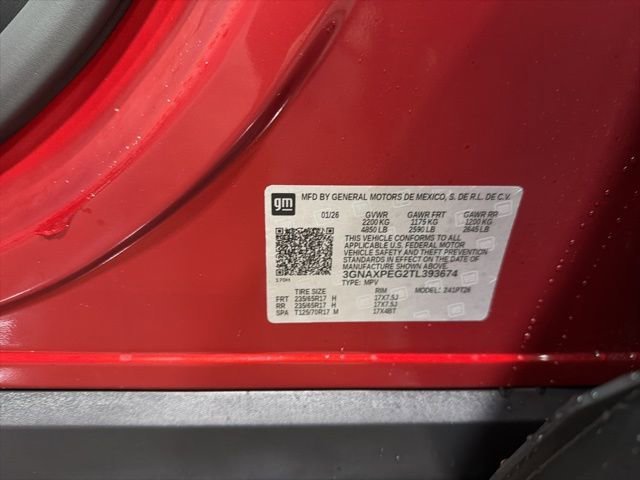 gm MFD BY GENERAL MOTORS DE MEXICO, S. DE R.L. DE C.V.
01/26 GVWR GAWR FRT GAWR RR
2200 KG 1175 KG 1200 KG
4850 LB 2590 LB 2645 LB
THIS VEHICLE CONFORMS TO ALL
APPLICABLE U.S. FEDERAL MOTOR
VEHICLE SAFETY AND THEFT PREVENTION
STANDARDS IN EFFECT ON THE DATE OF
MANUFACTURE SHOWN ABOVE.
3GNAXPEG2TL393674
TYPE: MPV MODEL: Z41PT26
TIRE SIZE RIM
FRT 235/65R17 H 17X7.5J
RR 235/65R17 H 17X7.5J
SPA T125/70R17 M 17X4BT